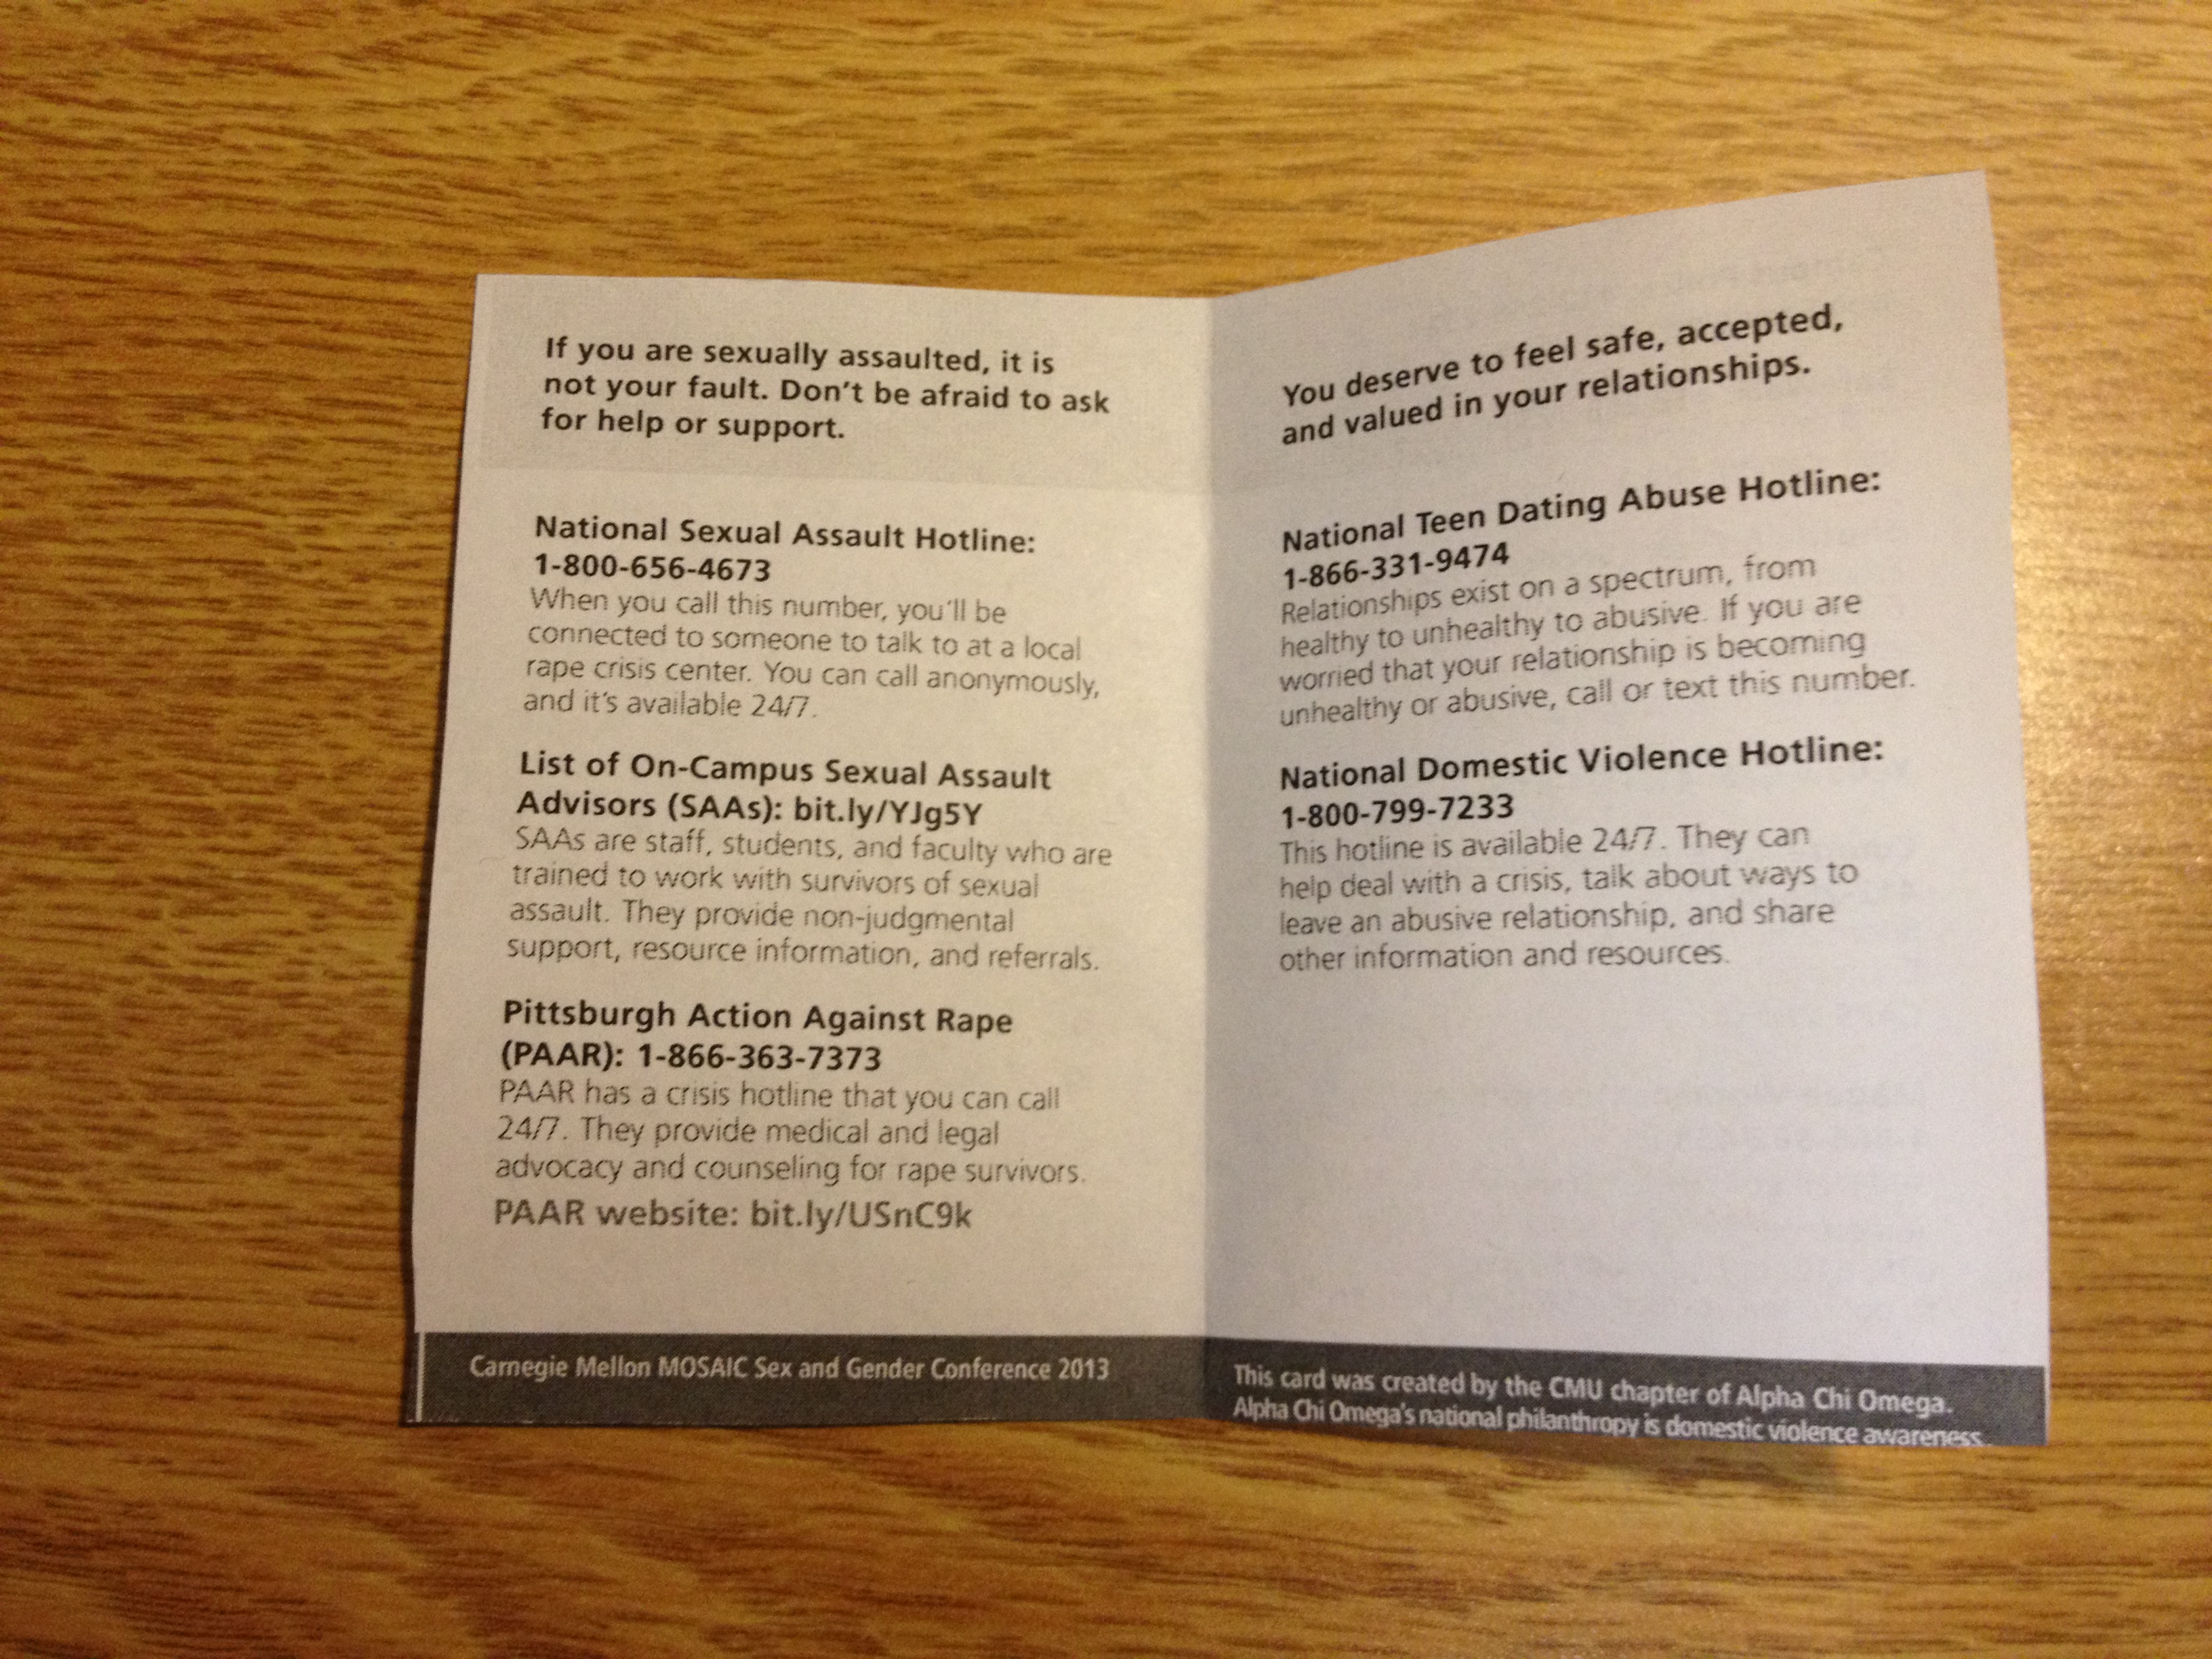 If you are sexually assaulted, it is
not your fault. Don't be afraid to ask
for help or support.
National Sexual Assault Hotline:
1-800-656-4673
When you call this number, you'll be
connected to someone to talk to at a local
rape crisis center. You can call anonymously,
and it's available 24/7.
List of On-Campus Sexual Assault
Advisors (SAAs): bit.ly/YJg5Y
SAAs are staff, students, and faculty who are
trained to work with survivors of sexual
assault. They provide non-judgmental
support, resource information, and referrals.
Pittsburgh Action Against Rape
(PAAR): 1-866-363-7373
PAAR has a crisis hotline that you can call
24/7. They provide medical and legal
advocacy and counseling for rape survivors.
PAAR website: bit.ly/USnC9k
Carnegie Mellon MOSAIC Sex and Gender Conference 2013
You deserve to feel safe, accepted,
and valued in your relationships.
National Teen Dating Abuse Hotline:
1-866-331-9474
Relationships exist on a spectrum, from
healthy to unhealthy to abusive. If you are
worried that your relationship is becoming
unhealthy or abusive, call or text this number.
National Domestic Violence Hotline:
1-800-799-7233
This hotline is available 24/7. They can
help deal with a crisis, talk about ways to
leave an abusive relationship, and share
other information and resources.
This card was created by the CMU chapter of Alpha Chi Omega.
Alpha Chi Omega's national philanthropy is domestic violence awareness.